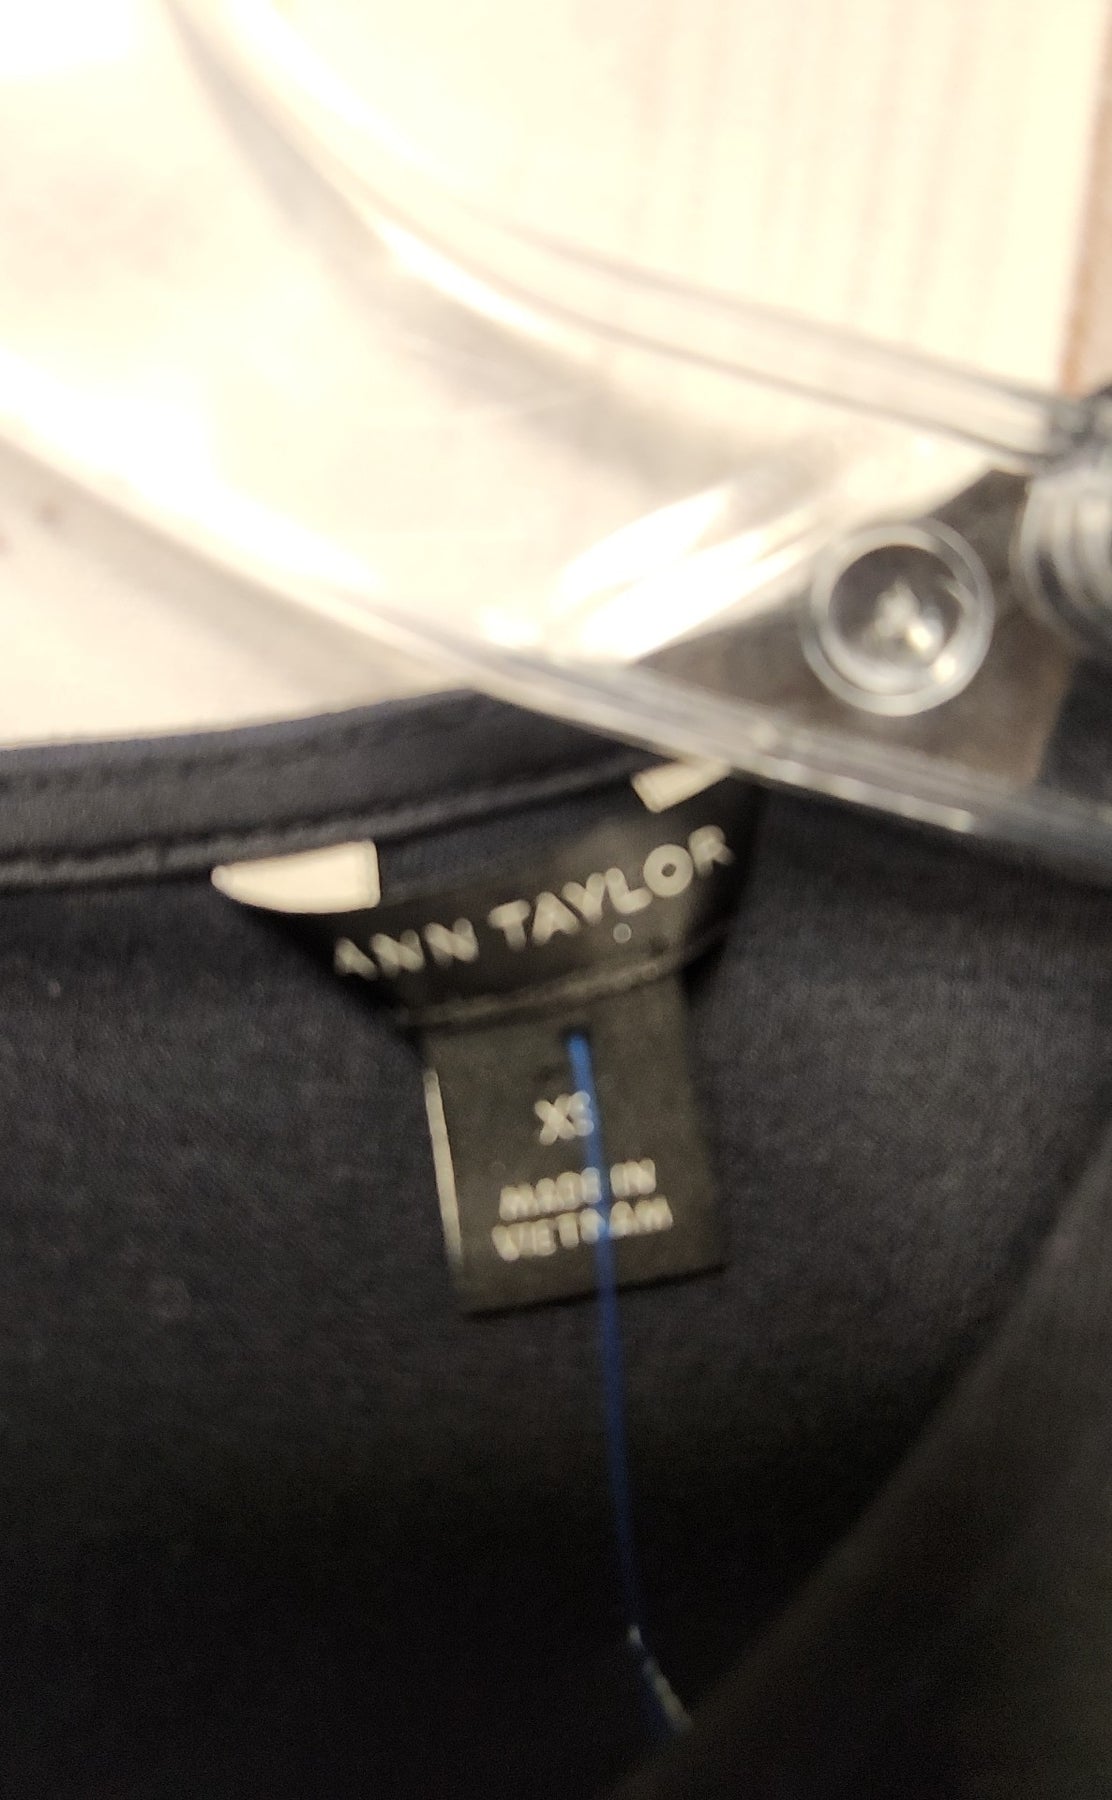 ANN TAYLOR
XS
MADE IN
VIETNAM